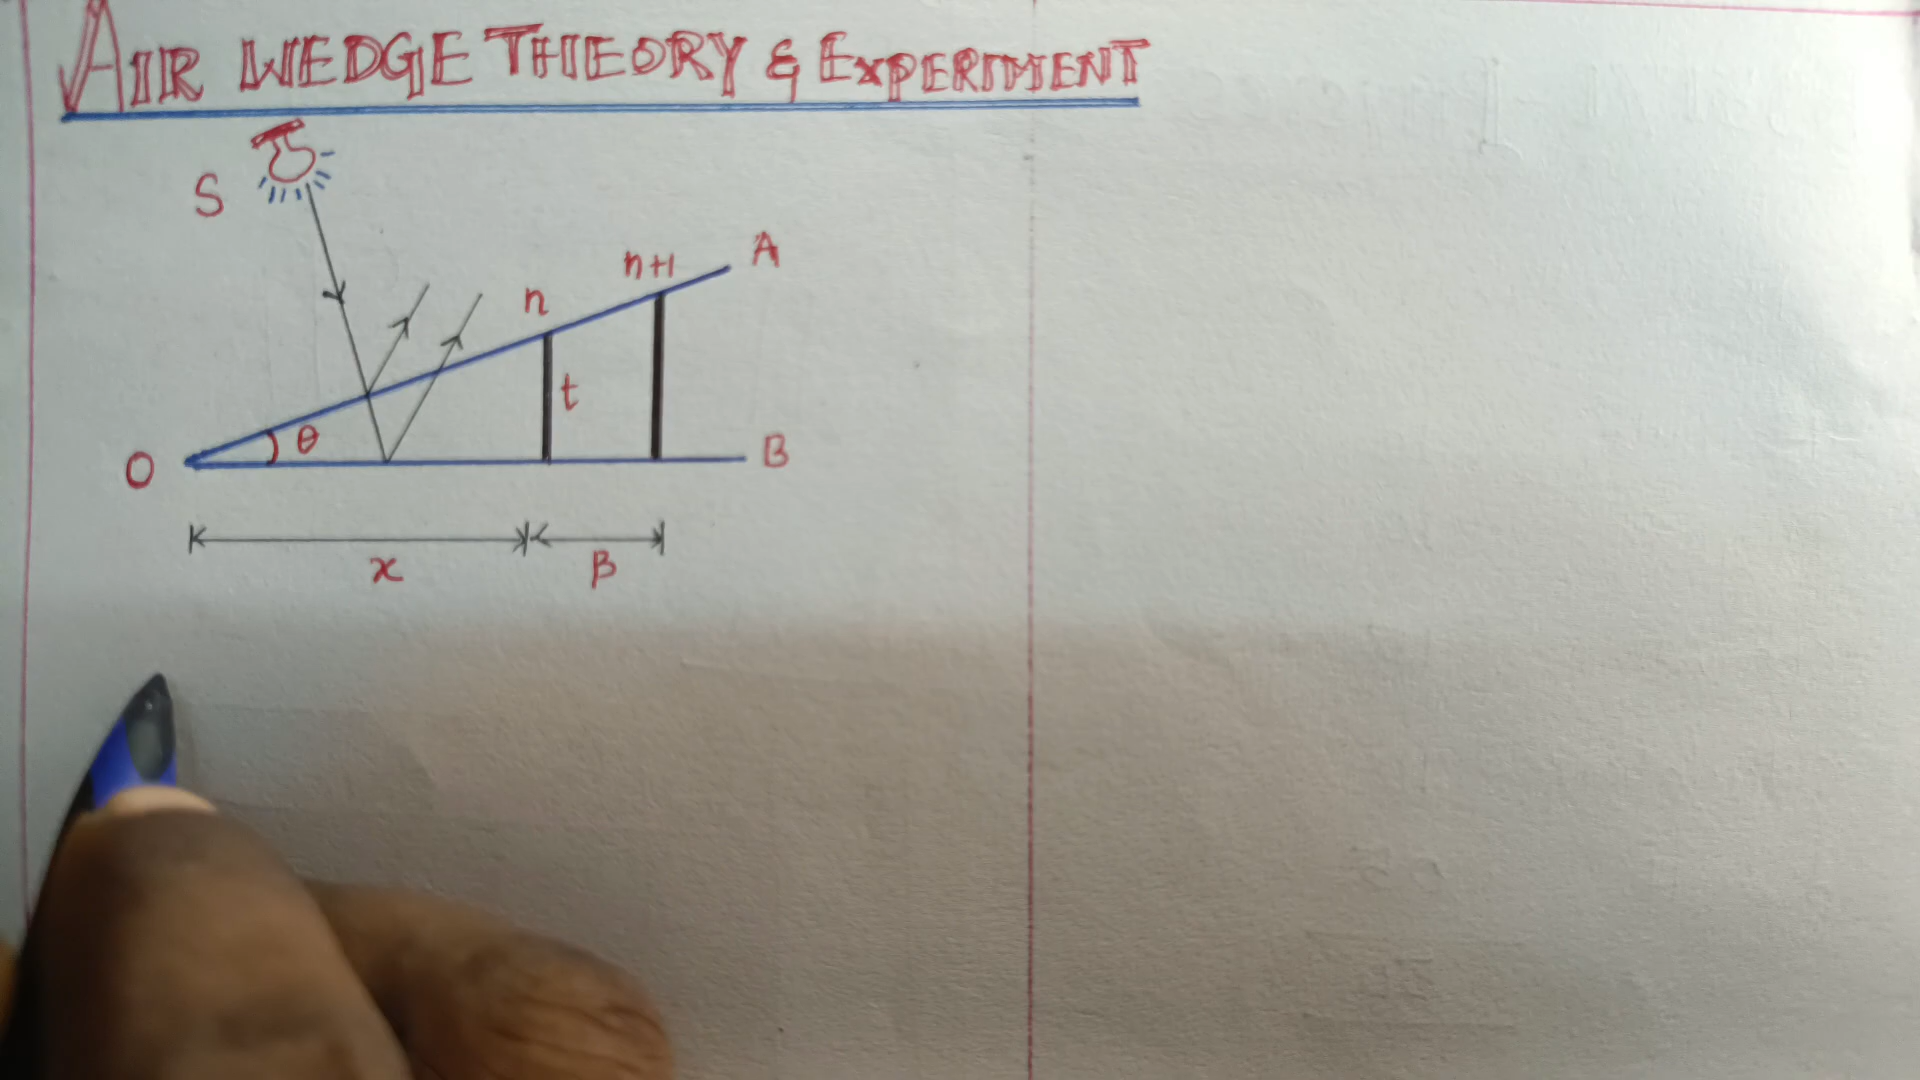 AIR WEDGE THEORY & EXPERIMENT
S
A
n+1
n
t
θ
O
B
x
β